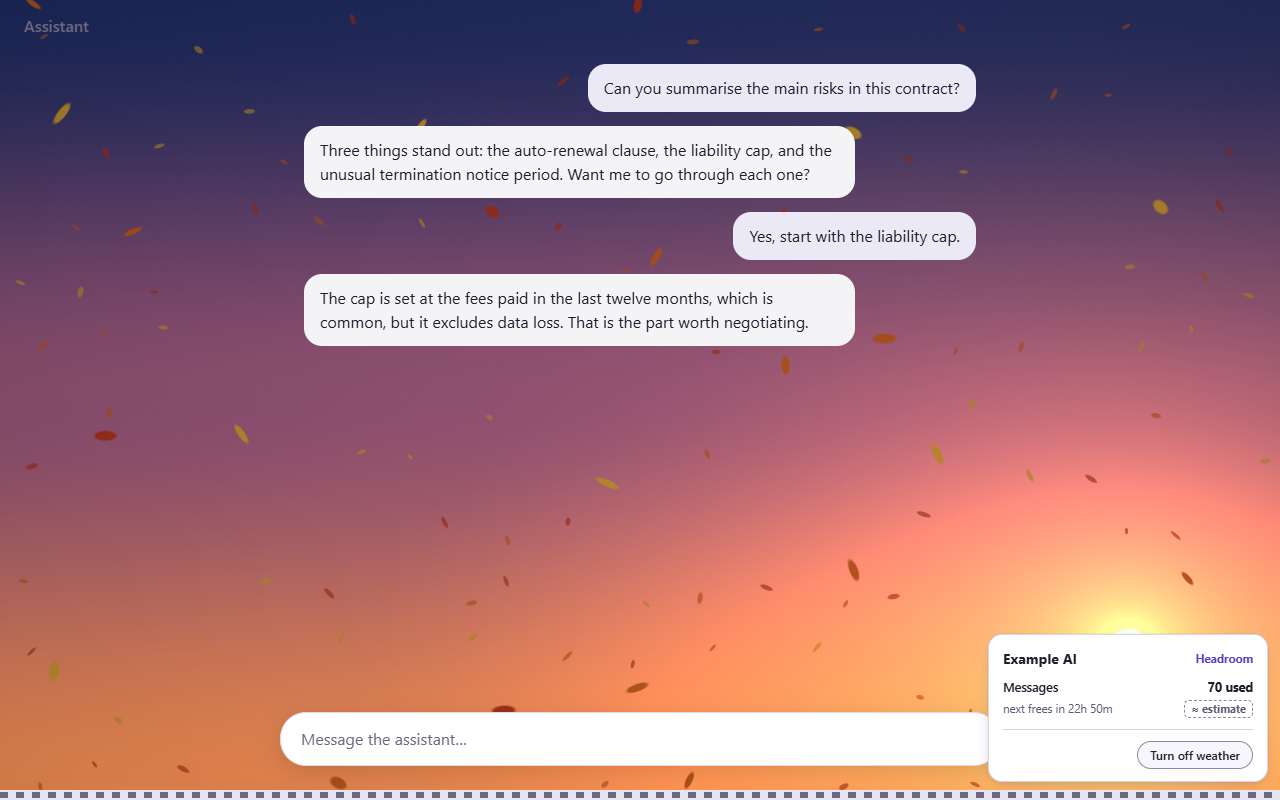 Assistant
Can you summarise the main risks in this contract?
Three things stand out: the auto-renewal clause, the liability cap, and the
unusual termination notice period. Want me to go through each one?
Yes, start with the liability cap.
The cap is set at the fees paid in the last twelve months, which is
common, but it excludes data loss. That is the part worth negotiating.
Message the assistant...
Example AI Headroom
Messages 70 used
next frees in 22h 50m ≈ estimate
Turn off weather